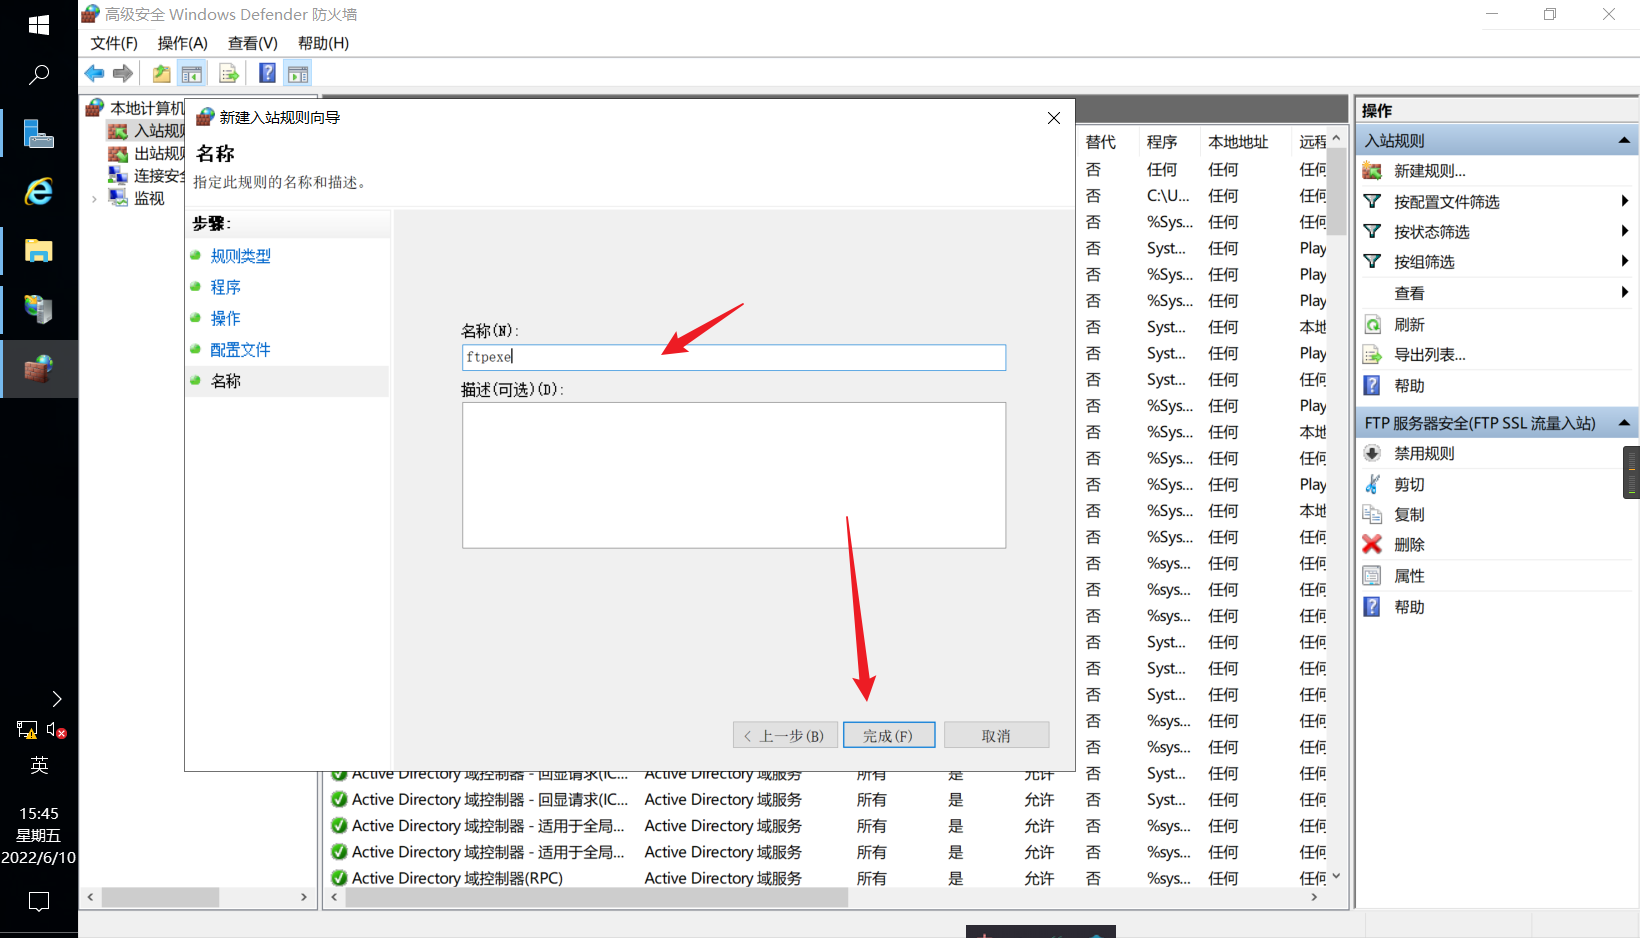 高级安全 Windows Defender 防火墙
文件(F) 操作(A) 查看(V) 帮助(H)
本地计算机
入站规则
出站规则
连接安全
监视
新建入站规则向导
名称
指定此规则的名称和描述。
步骤:
规则类型
程序
操作
配置文件
名称
名称(N):
ftpexe
描述(可选)(D):
< 上一步(B) 完成(F) 取消
替代 程序 本地地址 远程
否 任何 任何 任何
否 C:\U... 任何 任何
否 %Sys... 任何 任何
否 Syst... 任何 Play
否 %Sys... 任何 Play
否 %Sys... 任何 Play
否 Syst... 任何 本地
否 Syst... 任何 Play
否 Syst... 任何 任何
否 %Sys... 任何 Play
否 %Sys... 任何 本地
否 %Sys... 任何 任何
否 %Sys... 任何 Play
否 %Sys... 任何 本地
否 %Sys... 任何 任何
否 %sys... 任何 任何
否 %sys... 任何 任何
否 %sys... 任何 任何
否 Syst... 任何 任何
否 Syst... 任何 任何
否 Syst... 任何 任何
否 %sys... 任何 任何
否 %sys... 任何 任何
Active Directory 域控制器 - 回显请求(IC... Active Directory 域服务 所有 是 允许 否 Syst... 任何 任何
Active Directory 域控制器 - 回显请求(IC... Active Directory 域服务 所有 是 允许 否 Syst... 任何 任何
Active Directory 域控制器 - 适用于全局... Active Directory 域服务 所有 是 允许 否 %sys... 任何 任何
Active Directory 域控制器 - 适用于全局... Active Directory 域服务 所有 是 允许 否 %sys... 任何 任何
Active Directory 域控制器(RPC) Active Directory 域服务 所有 是 允许 否 %sys... 任何 任何
操作
入站规则
新建规则...
按配置文件筛选
按状态筛选
按组筛选
查看
刷新
导出列表...
帮助
FTP 服务器安全(FTP SSL 流量入站)
禁用规则
剪切
复制
删除
属性
帮助
英
15:45
星期五
2022/6/10